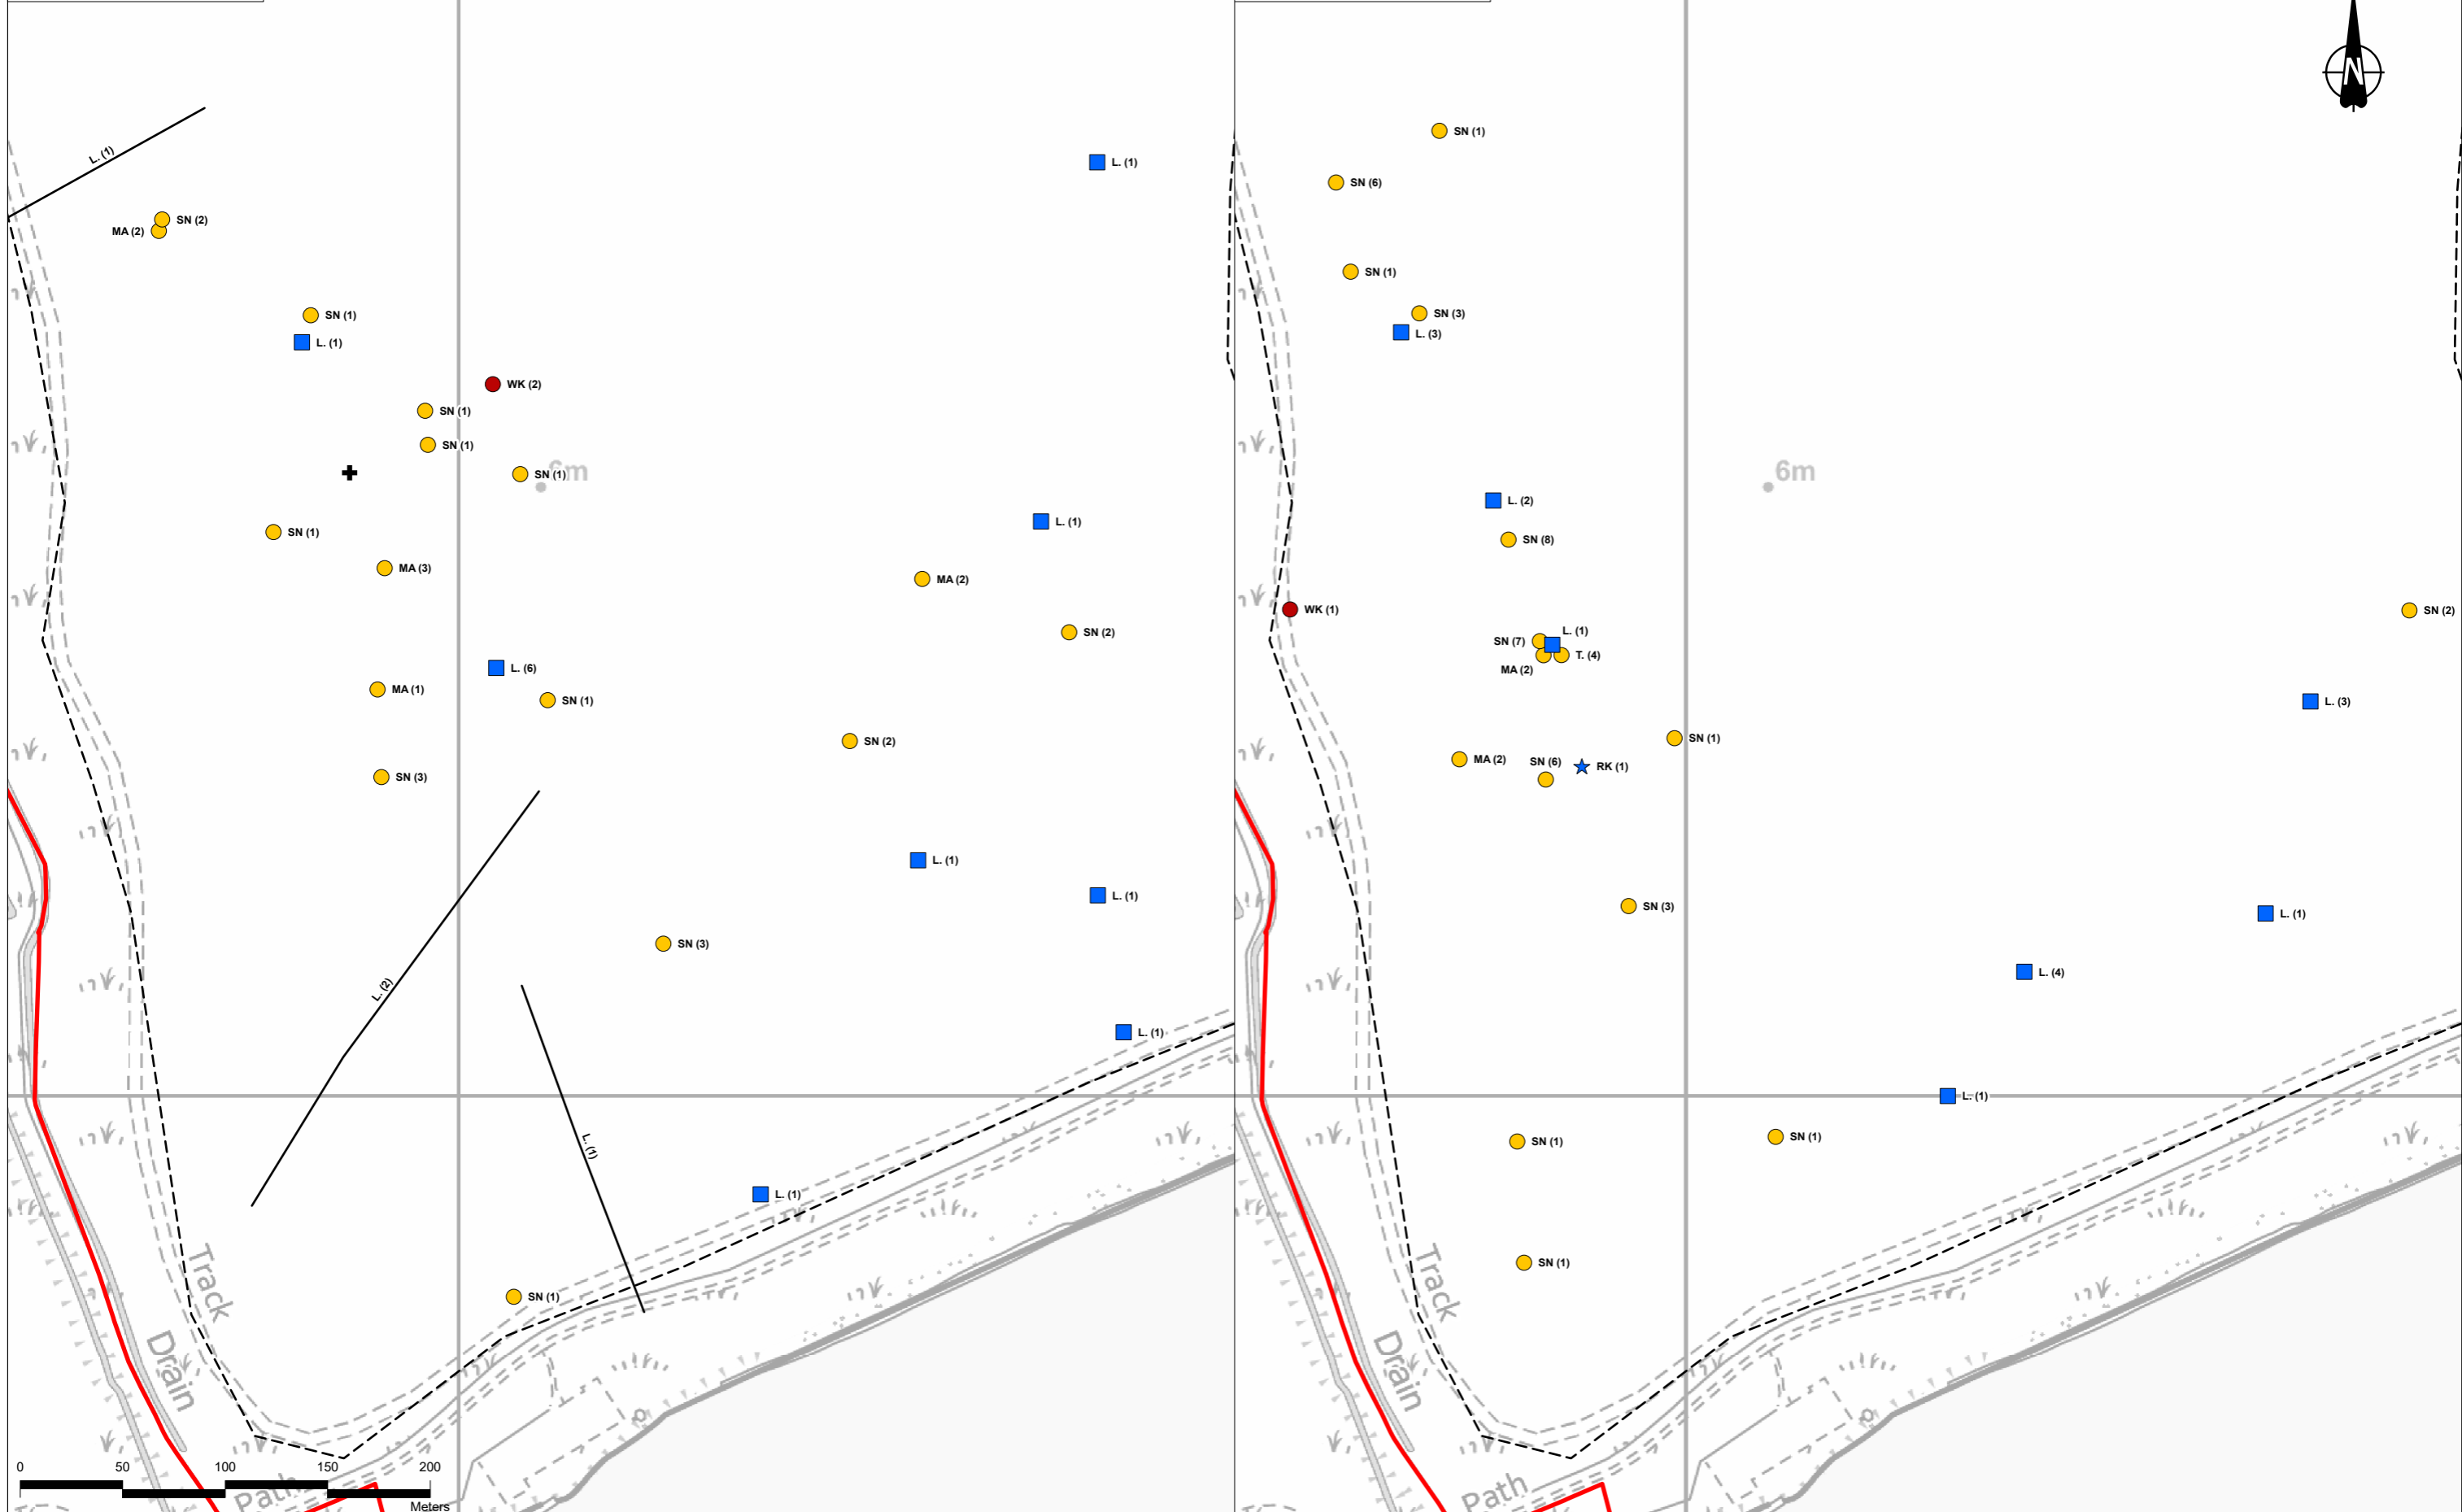 L. (1)
L. (1)
SN (2)
MA (2)
SN (1)
L. (1)
WK (2)
SN (1)
SN (1)
SN (1)
6m
SN (1)
L. (1)
MA (3)
MA (2)
SN (2)
L. (6)
MA (1)
SN (1)
SN (2)
SN (3)
L. (1)
L. (1)
SN (3)
L. (2)
L. (1)
L. (1)
L. (1)
SN (1)
Track
Drain
Path
0 50 100 150 200
Meters
N
SN (1)
SN (6)
SN (1)
SN (3)
L. (3)
6m
L. (2)
SN (8)
WK (1)
SN (2)
L. (1)
SN (7)
T. (4)
MA (2)
L. (3)
SN (1)
MA (2)
SN (6)
RK (1)
SN (3)
L. (1)
L. (4)
L. (1)
SN (1)
SN (1)
SN (1)
Track
Drain
Path